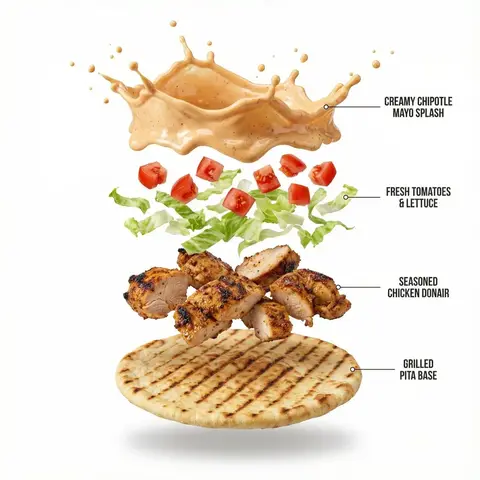 CREAMY CHIPOTLE
MAYO SPLASH
FRESH TOMATOES
& LETTUCE
SEASONED
CHICKEN DONAIR
GRILLED
PITA BASE